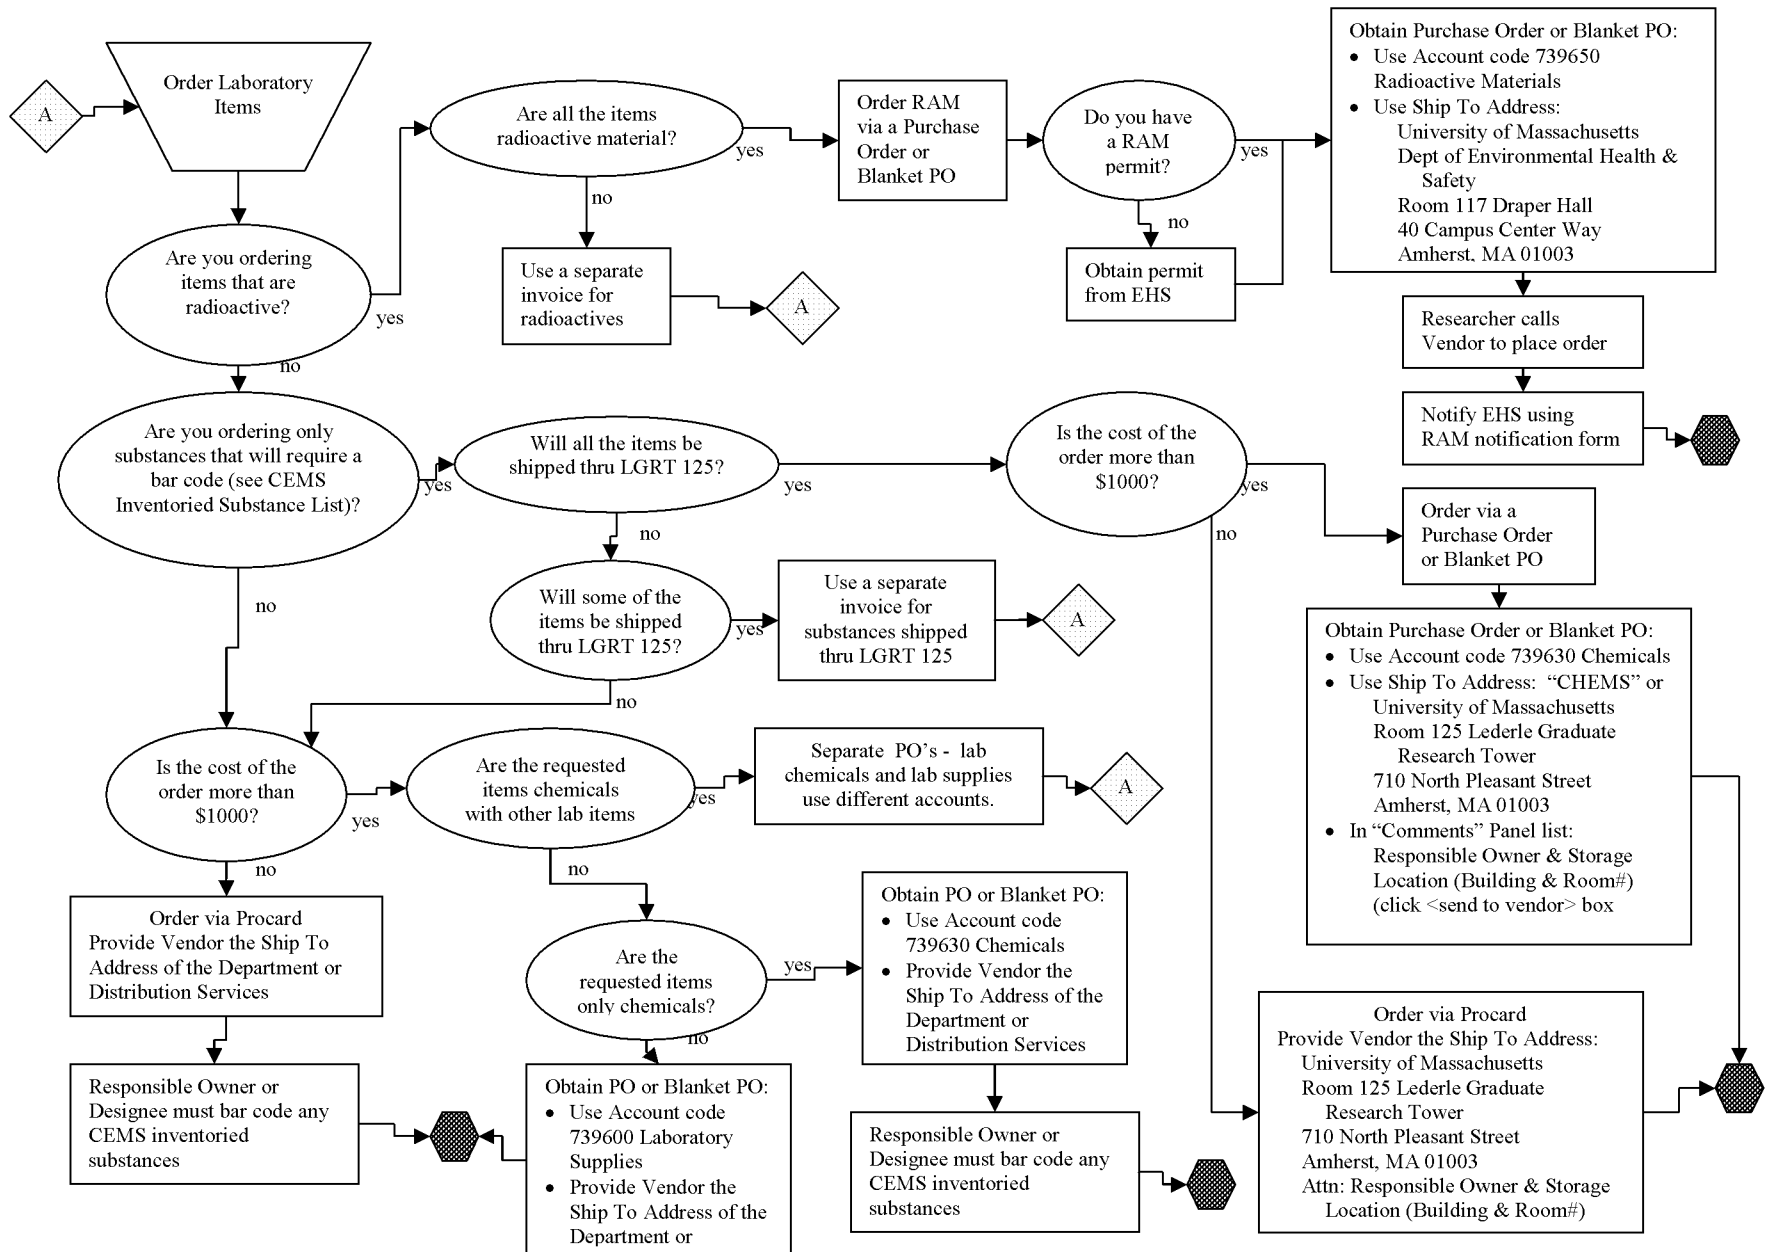 A
Order Laboratory
Items
Are you ordering
items that are
radioactive?
yes
no
Are all the items
radioactive material?
yes
no
Use a separate
invoice for
radioactives
A
Order RAM
via a Purchase
Order or
Blanket PO
Do you have
a RAM
permit?
yes
no
Obtain permit
from EHS
Obtain Purchase Order or Blanket PO:
• Use Account code 739650
Radioactive Materials
• Use Ship To Address:
University of Massachusetts
Dept of Environmental Health &
Safety
Room 117 Draper Hall
40 Campus Center Way
Amherst, MA 01003
Researcher calls
Vendor to place order
Notify EHS using
RAM notification form
Are you ordering only
substances that will require a
bar code (see CEMS
Inventoried Substance List)?
yes
no
Will all the items be
shipped thru LGRT 125?
yes
no
Is the cost of the
order more than
$1000?
yes
no
Order via a
Purchase Order
or Blanket PO
Will some of the
items be shipped
thru LGRT 125?
yes
no
Use a separate
invoice for
substances shipped
thru LGRT 125
A
Obtain Purchase Order or Blanket PO:
• Use Account code 739630 Chemicals
• Use Ship To Address: “CHEMS” or
University of Massachusetts
Room 125 Lederle Graduate
Research Tower
710 North Pleasant Street
Amherst, MA 01003
• In “Comments” Panel list:
Responsible Owner & Storage
Location (Building & Room#)
(click <send to vendor> box
Is the cost of the
order more than
$1000?
yes
no
Are the requested
items chemicals
with other lab items
yes
no
Separate PO's - lab
chemicals and lab supplies
use different accounts.
A
Order via Procard
Provide Vendor the Ship To
Address of the Department or
Distribution Services
Responsible Owner or
Designee must bar code any
CEMS inventoried
substances
Are the
requested items
only chemicals?
yes
no
Obtain PO or Blanket PO:
• Use Account code
739600 Laboratory
Supplies
• Provide Vendor the
Ship To Address of the
Department or
Obtain PO or Blanket PO:
• Use Account code
739630 Chemicals
• Provide Vendor the
Ship To Address of the
Department or
Distribution Services
Responsible Owner or
Designee must bar code any
CEMS inventoried
substances
Order via Procard
Provide Vendor the Ship To Address:
University of Massachusetts
Room 125 Lederle Graduate
Research Tower
710 North Pleasant Street
Amherst, MA 01003
Attn: Responsible Owner & Storage
Location (Building & Room#)